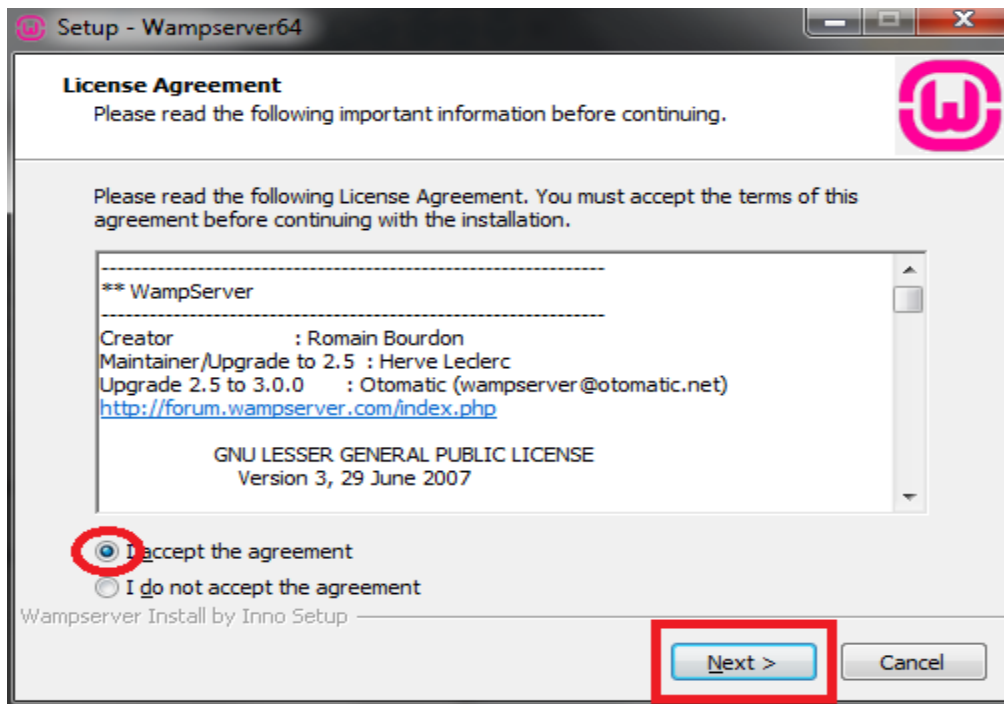 Setup - Wampserver64
License Agreement
Please read the following important information before continuing.
Please read the following License Agreement. You must accept the terms of this
agreement before continuing with the installation.
---------------------------------------------------------------
** WampServer
---------------------------------------------------------------
Creator : Romain Bourdon
Maintainer/Upgrade to 2.5 : Herve Leclerc
Upgrade 2.5 to 3.0.0 : Otomatic (wampserver@otomatic.net)
http://forum.wampserver.com/index.php
GNU LESSER GENERAL PUBLIC LICENSE
Version 3, 29 June 2007
I accept the agreement
I do not accept the agreement
Wampserver Install by Inno Setup
Next >
Cancel